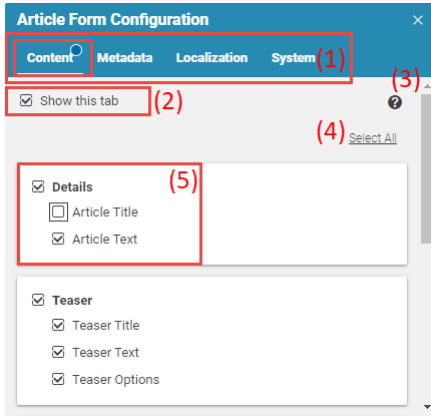 Article Form Configuration
Content Metadata Localization System (1)
(3)
Show this tab (2)
?
(4) Select All
Details (5)
Article Title
Article Text
Teaser
Teaser Title
Teaser Text
Teaser Options